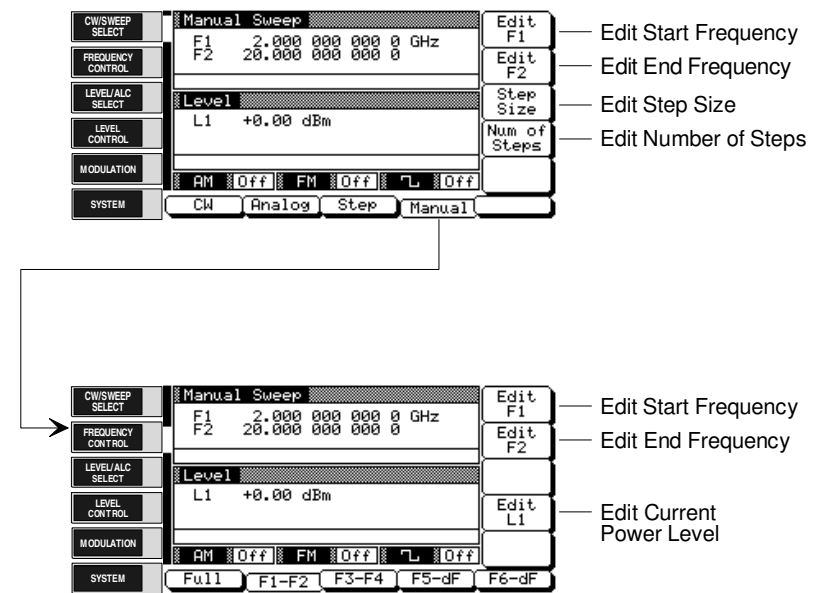 CW/SWEEP
SELECT
FREQUENCY
CONTROL
LEVEL/ALC
SELECT
LEVEL
CONTROL
MODULATION
SYSTEM
Manual Sweep
F1 2.000 000 000 0 GHz
F2 20.000 000 000 0
Level
L1 +0.00 dBm
AM Off FM Off Off
CW Analog Step Manual
Edit
F1
Edit
F2
Step
Size
Num of
Steps
Edit Start Frequency
Edit End Frequency
Edit Step Size
Edit Number of Steps
CW/SWEEP
SELECT
FREQUENCY
CONTROL
LEVEL/ALC
SELECT
LEVEL
CONTROL
MODULATION
SYSTEM
Manual Sweep
F1 2.000 000 000 0 GHz
F2 20.000 000 000 0
Level
L1 +0.00 dBm
AM Off FM Off Off
Full F1-F2 F3-F4 F5-dF F6-dF
Edit
F1
Edit
F2
Edit
L1
Edit Start Frequency
Edit End Frequency
Edit Current
Power Level